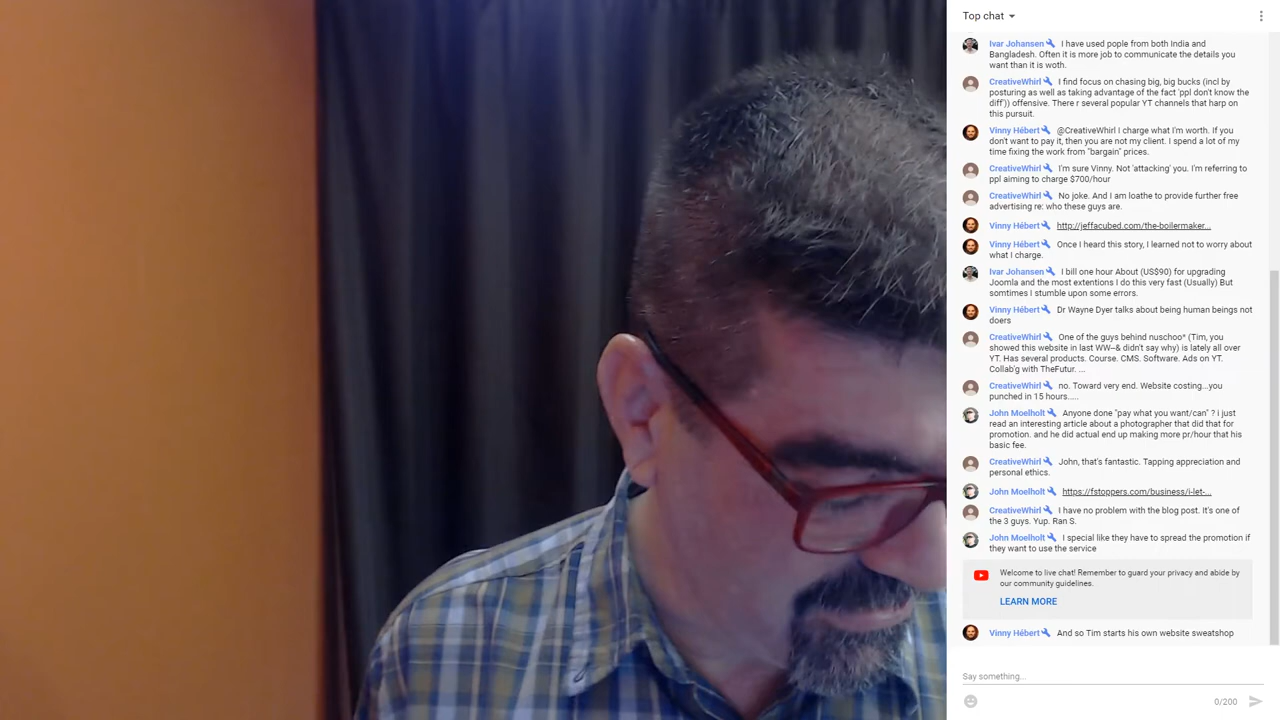 Top chat
Ivar Johansen I have used pople from both India and
Bangladesh. Often it is more job to communicate the details you
want than it is woth.
CreativeWhirl I find focus on chasing big, big bucks (incl by
posturing as well as taking advantage of the fact 'ppl don't know the
diff')) offensive. There r several popular YT channels that harp on
this pursuit.
Vinny Hébert @CreativeWhirl I charge what I'm worth. If you
don't want to pay it, then you are not my client. I spend a lot of my
time fixing the work from "bargain" prices.
CreativeWhirl I'm sure Vinny. Not 'attacking' you. I'm referring to
ppl aiming to charge $700/hour
CreativeWhirl No joke. And I am loathe to provide further free
advertising re: who these guys are.
Vinny Hébert http://jeffacubed.com/the-boilermaker...
Vinny Hébert Once I heard this story, I learned not to worry about
what I charge.
Ivar Johansen I bill one hour About (US$90) for upgrading
Joomla and the most extentions I do this very fast (Usually) But
somtimes I stumble upon some errors.
Vinny Hébert Dr Wayne Dyer talks about being human beings not
doers
CreativeWhirl One of the guys behind nuschoo* (Tim, you
showed this website in last WW--& didn't say why) is lately all over
YT. Has several products. Course. CMS. Software. Ads on YT.
Collab'g with TheFutur. ...
CreativeWhirl no. Toward very end. Website costing...you
punched in 15 hours.....
John Moelholt Anyone done "pay what you want/can" ? i just
read an interesting article about a photographer that did that for
promotion. and he did actual end up making more pr/hour that his
basic fee.
CreativeWhirl John, that's fantastic. Tapping appreciation and
personal ethics.
John Moelholt https://fstoppers.com/business/i-let-...
CreativeWhirl I have no problem with the blog post. It's one of
the 3 guys. Yup. Ran S.
John Moelholt I special like they have to spread the promotion if
they want to use the service
Welcome to live chat! Remember to guard your privacy and abide by
our community guidelines.
LEARN MORE
Vinny Hébert And so Tim starts his own website sweatshop
Say something...
0/200